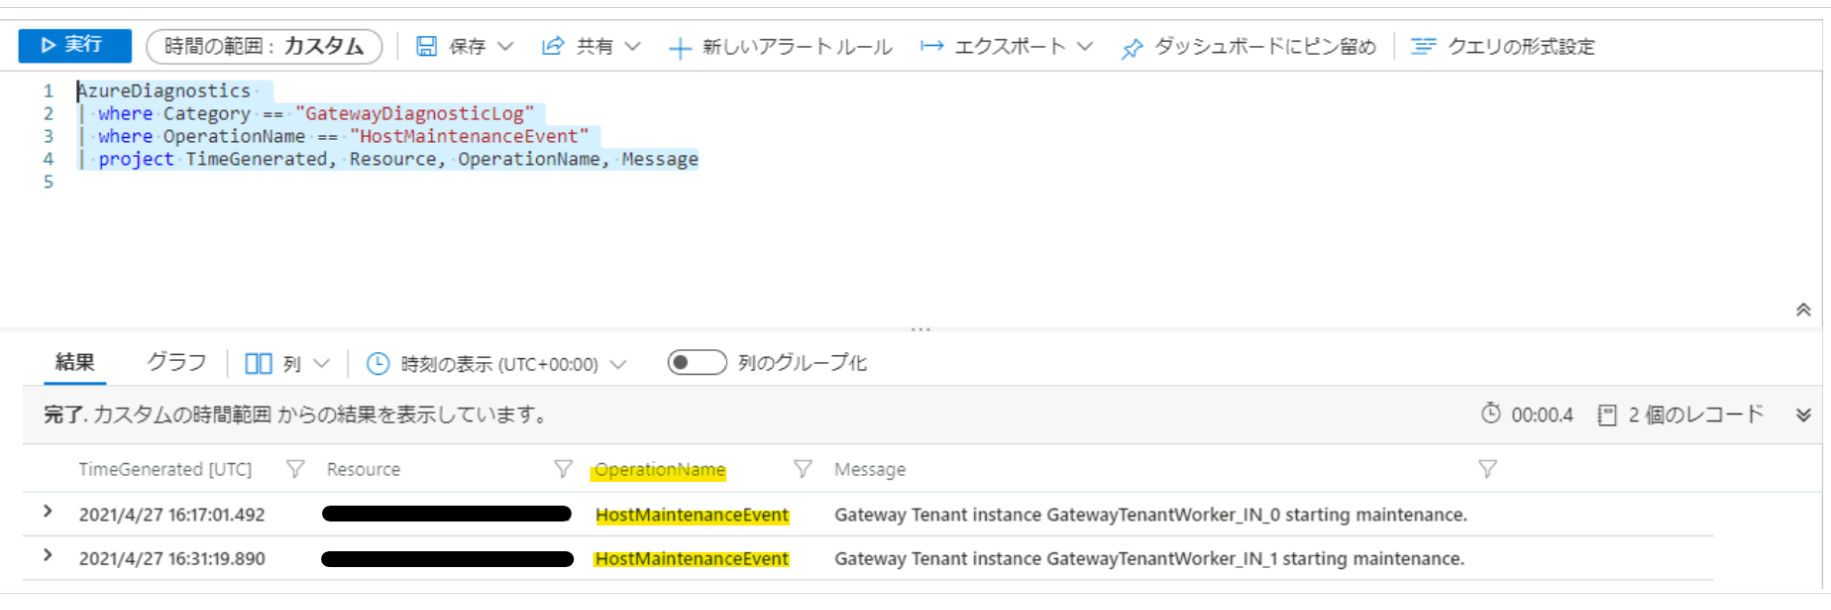 実行 時間の範囲 : カスタム 保存 共有 新しいアラート ルール エクスポート ダッシュボードにピン留め クエリの形式設定
1 AzureDiagnostics
2 | where Category == "GatewayDiagnosticLog"
3 | where OperationName == "HostMaintenanceEvent"
4 | project TimeGenerated, Resource, OperationName, Message
5
結果 グラフ 列 時刻の表示 (UTC+00:00) 列のグループ化
完了. カスタムの時間範囲 からの結果を表示しています。 00:00.4 2 個のレコード
TimeGenerated [UTC] Resource OperationName Message
2021/4/27 16:17:01.492 HostMaintenanceEvent Gateway Tenant instance GatewayTenantWorker_IN_0 starting maintenance.
2021/4/27 16:31:19.890 HostMaintenanceEvent Gateway Tenant instance GatewayTenantWorker_IN_1 starting maintenance.